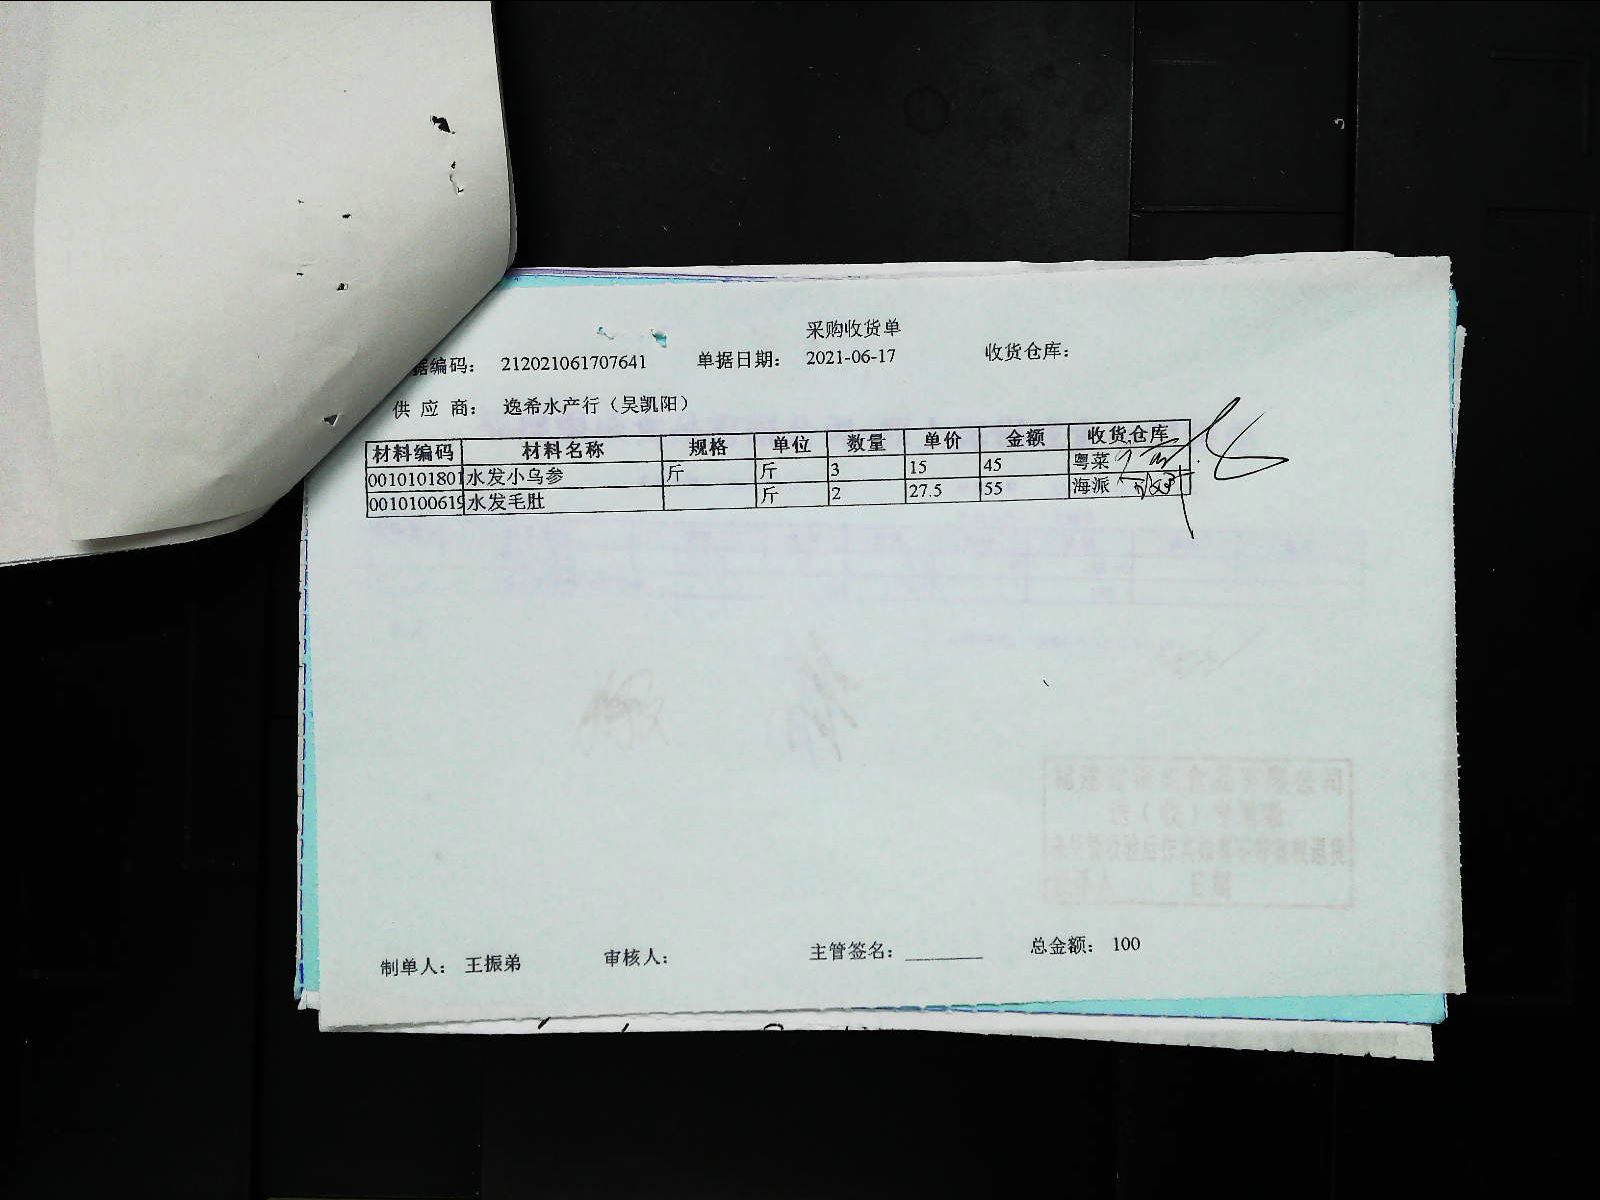 采购收货单
据编码： 212021061707641 单据日期： 2021-06-17 收货仓库：
供 应 商： 逸希水产行（吴凯阳）
材料编码 材料名称 规格 单位 数量 单价 金额 收货仓库
0010101801 水发小乌参 斤 斤 3 15 45 粤菜
0010100619 水发毛肚 斤 2 27.5 55 海派
制单人： 王振弟 审核人： 主管签名： 总金额： 100